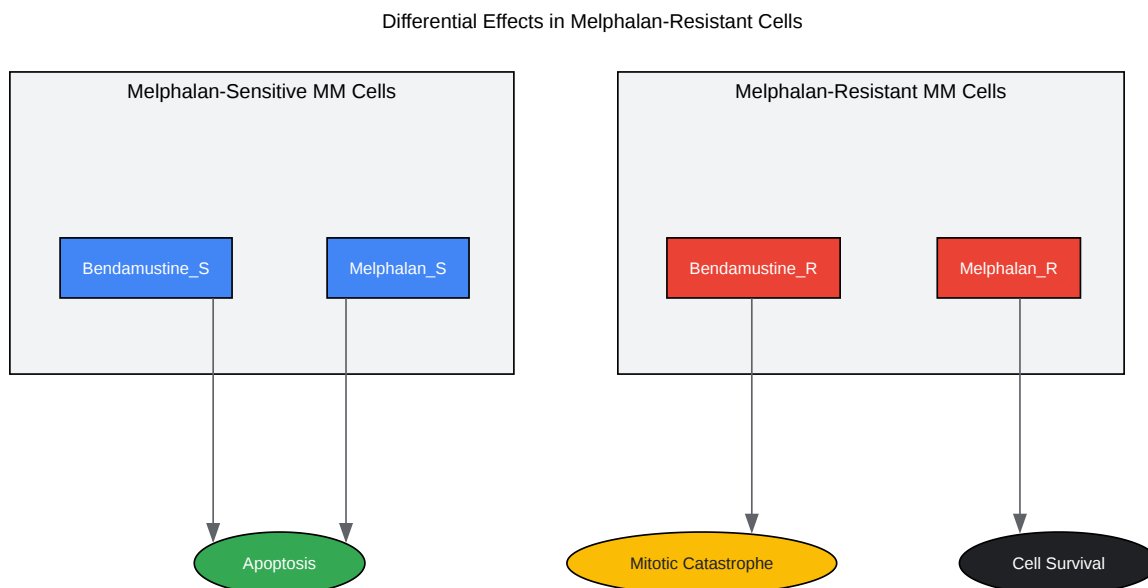 Differential Effects in Melphalan-Resistant Cells
Melphalan-Sensitive MM Cells
Melphalan-Resistant MM Cells
Bendamustine_S
Melphalan_S
Bendamustine_R
Melphalan_R
Apoptosis
Mitotic Catastrophe
Cell Survival